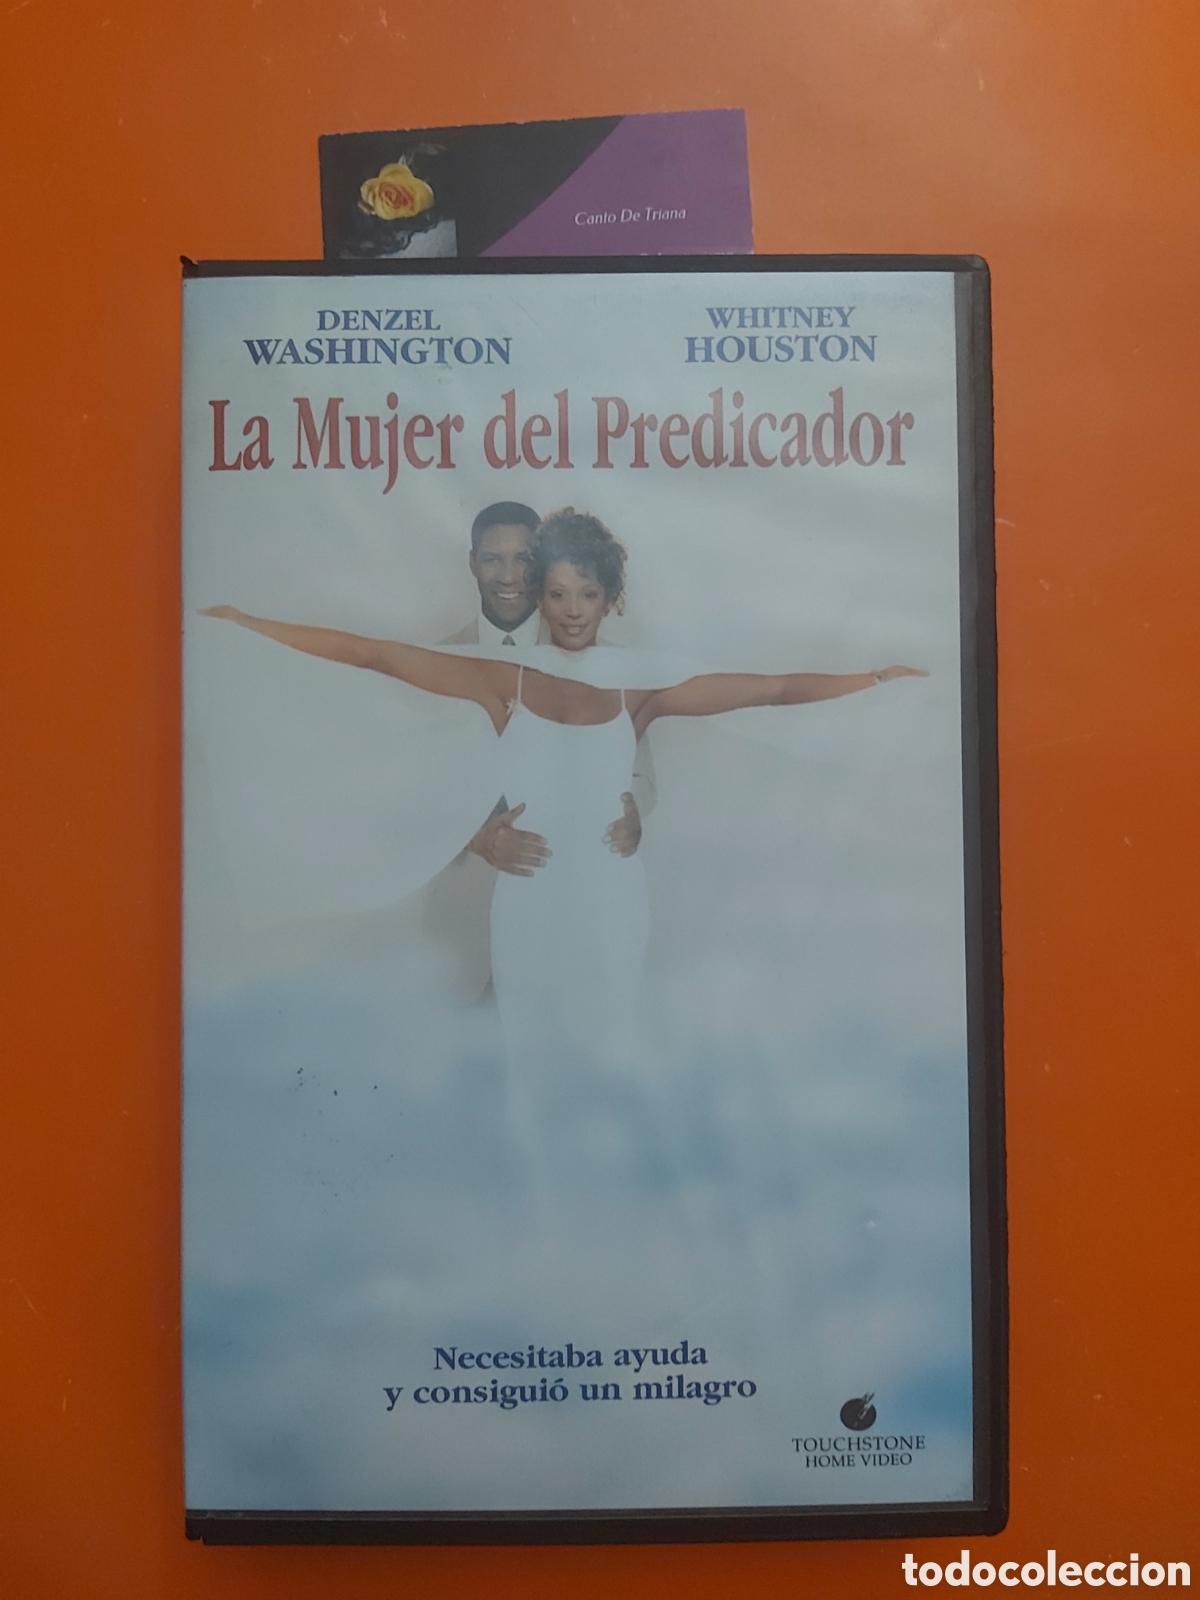 Canto De Triana
DENZEL WHITNEY
WASHINGTON HOUSTON
La Mujer del Predicador
Necesitaba ayuda
y consiguió un milagro
TOUCHSTONE
HOME VIDEO
todocoleccion